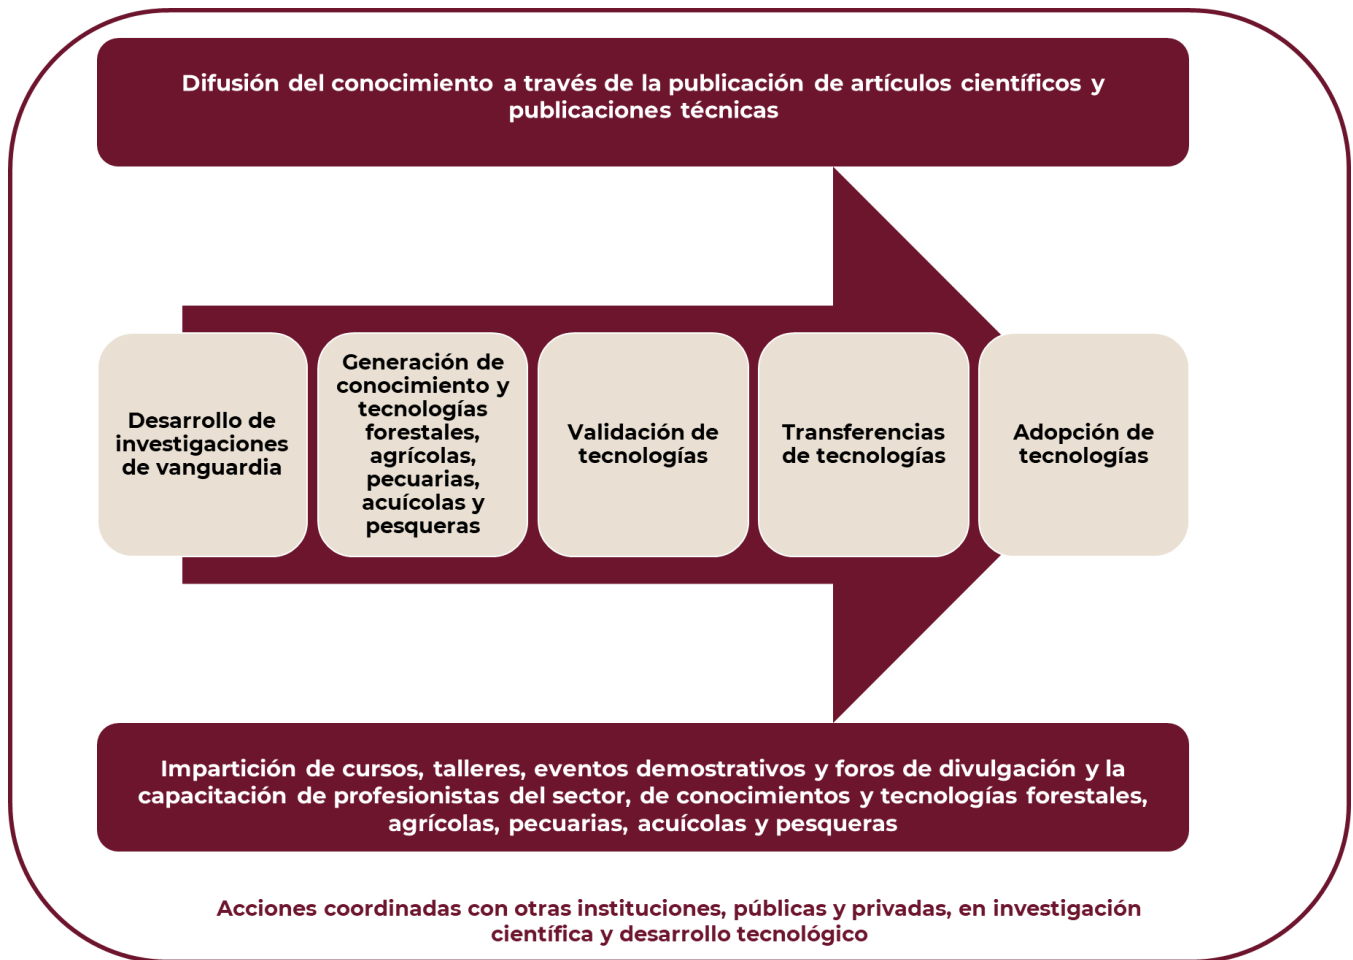 Difusión del conocimiento a través de la publicación de artículos científicos y
publicaciones técnicas
Desarrollo de
investigaciones
de vanguardia
Generación de
conocimiento y
tecnologías
forestales,
agrícolas,
pecuarias,
acuícolas y
pesqueras
Validación de
tecnologías
Transferencias
de tecnologías
Adopción de
tecnologías
Impartición de cursos, talleres, eventos demostrativos y foros de divulgación y la
capacitación de profesionistas del sector, de conocimientos y tecnologías forestales,
agrícolas, pecuarias, acuícolas y pesqueras
Acciones coordinadas con otras instituciones, públicas y privadas, en investigación
científica y desarrollo tecnológico